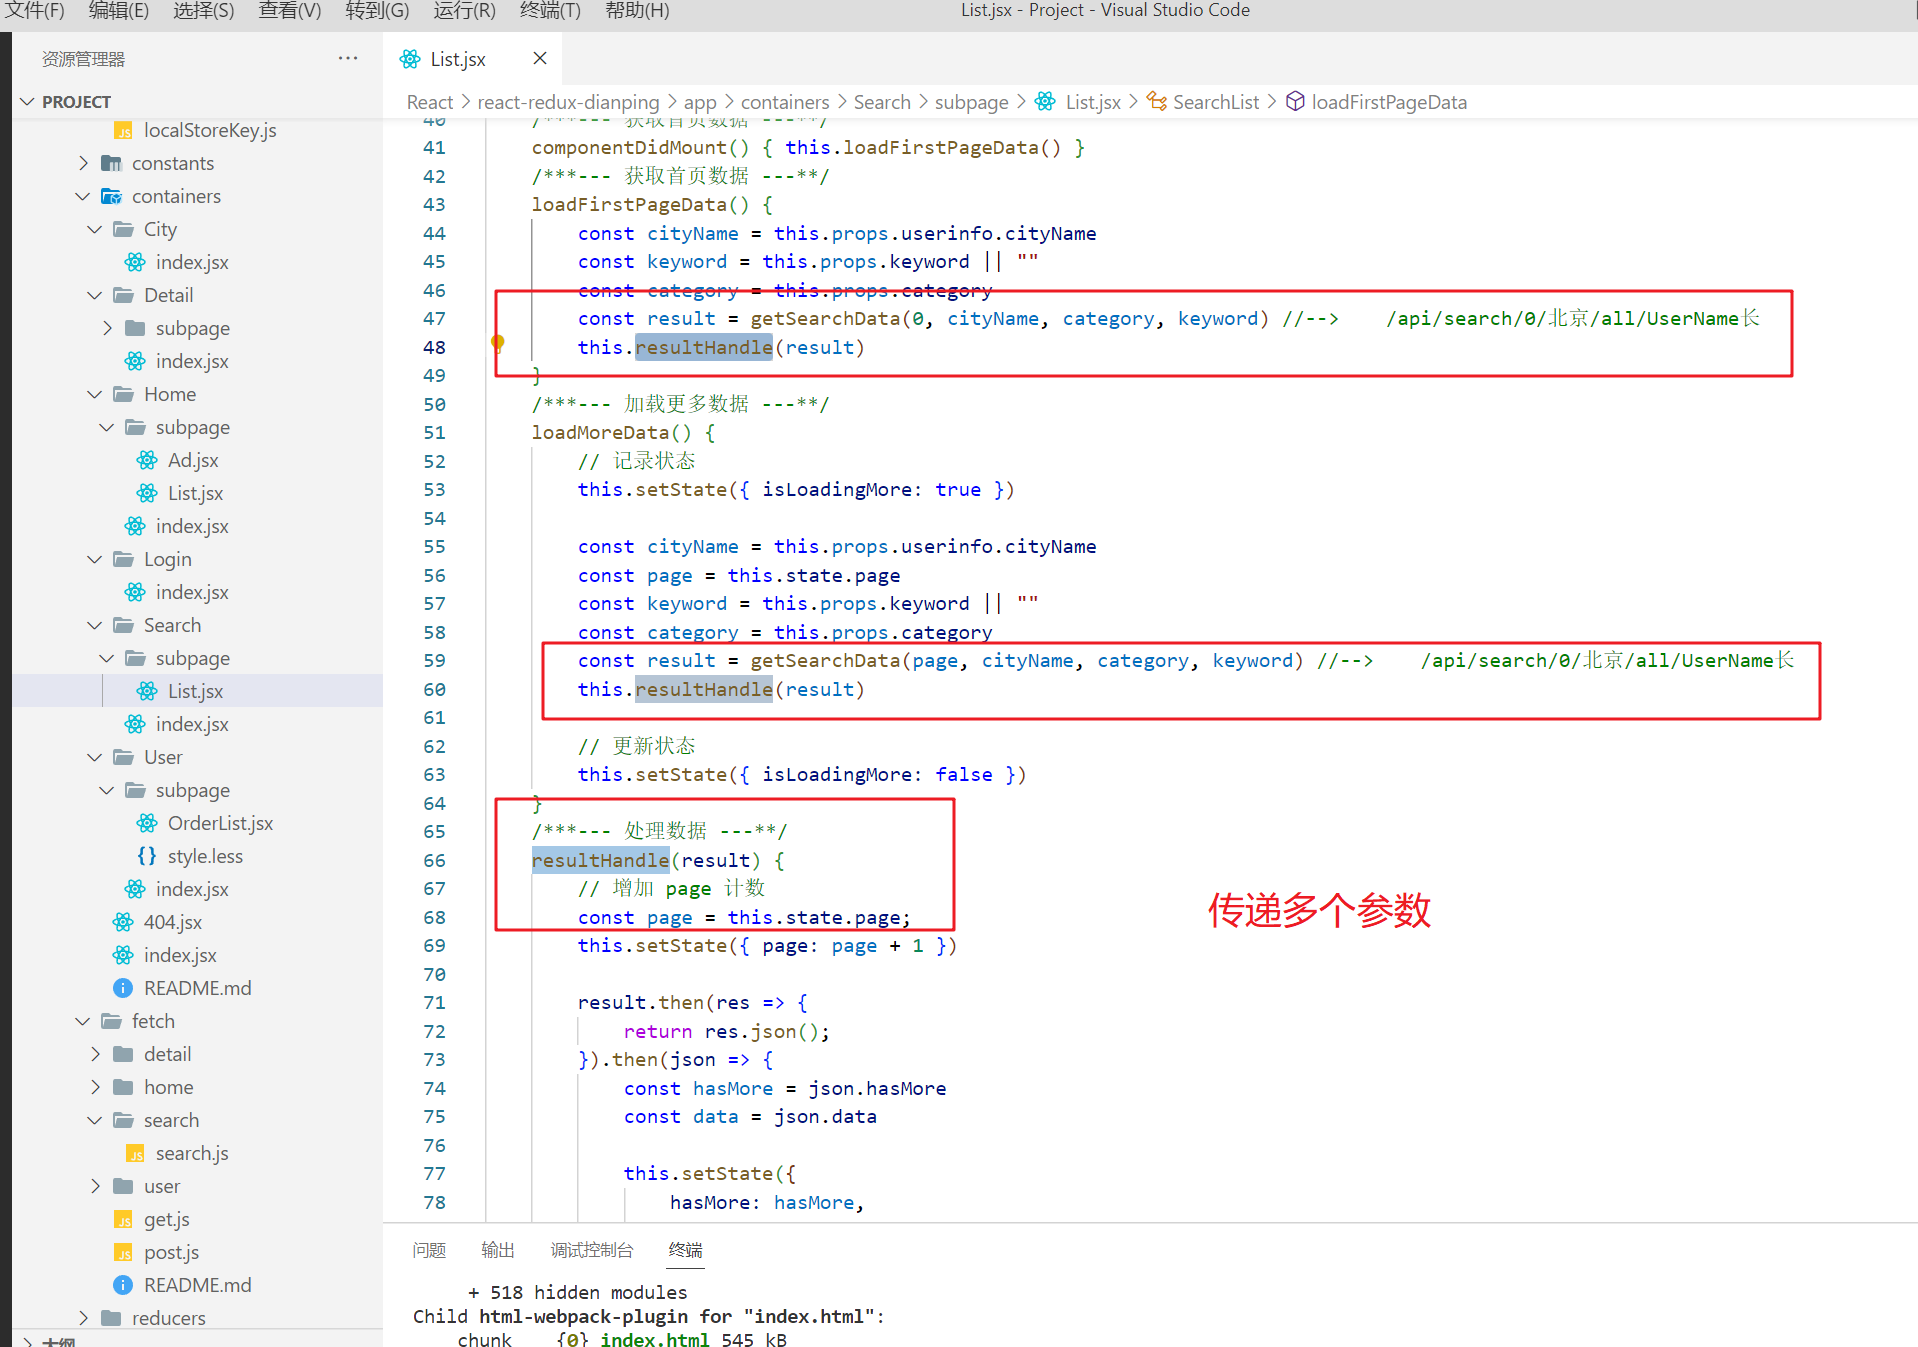 文件(F) 编辑(E) 选择(S) 查看(V) 转到(G) 运行(R) 终端(T) 帮助(H) List.jsx - Project - Visual Studio Code
资源管理器 ···
PROJECT
localStoreKey.js
constants
containers
City
index.jsx
Detail
subpage
index.jsx
Home
subpage
Ad.jsx
List.jsx
index.jsx
Login
index.jsx
Search
subpage
List.jsx
index.jsx
User
subpage
OrderList.jsx
style.less
index.jsx
404.jsx
index.jsx
README.md
fetch
detail
home
search
search.js
user
get.js
post.js
README.md
reducers
大纲
List.jsx
React > react-redux-dianping > app > containers > Search > subpage > List.jsx > SearchList > loadFirstPageData
40 /***--- 获取首页数据 ---**/
41 componentDidMount() { this.loadFirstPageData() }
42 /***--- 获取首页数据 ---**/
43 loadFirstPageData() {
44 const cityName = this.props.userinfo.cityName
45 const keyword = this.props.keyword || ""
46 const category = this.props.category
47 const result = getSearchData(0, cityName, category, keyword) //--> /api/search/0/北京/all/UserName长
48 this.resultHandle(result)
49 }
50 /***--- 加载更多数据 ---**/
51 loadMoreData() {
52 // 记录状态
53 this.setState({ isLoadingMore: true })
54
55 const cityName = this.props.userinfo.cityName
56 const page = this.state.page
57 const keyword = this.props.keyword || ""
58 const category = this.props.category
59 const result = getSearchData(page, cityName, category, keyword) //--> /api/search/0/北京/all/UserName长
60 this.resultHandle(result)
61
62 // 更新状态
63 this.setState({ isLoadingMore: false })
64 }
65 /***--- 处理数据 ---**/
66 resultHandle(result) {
67 // 增加 page 计数
68 const page = this.state.page;
69 this.setState({ page: page + 1 })
70
71 result.then(res => {
72 return res.json();
73 }).then(json => {
74 const hasMore = json.hasMore
75 const data = json.data
76
77 this.setState({
78 hasMore: hasMore,
传递多个参数
问题 输出 调试控制台 终端
+ 518 hidden modules
Child html-webpack-plugin for "index.html":
chunk {0} index.html 545 kB